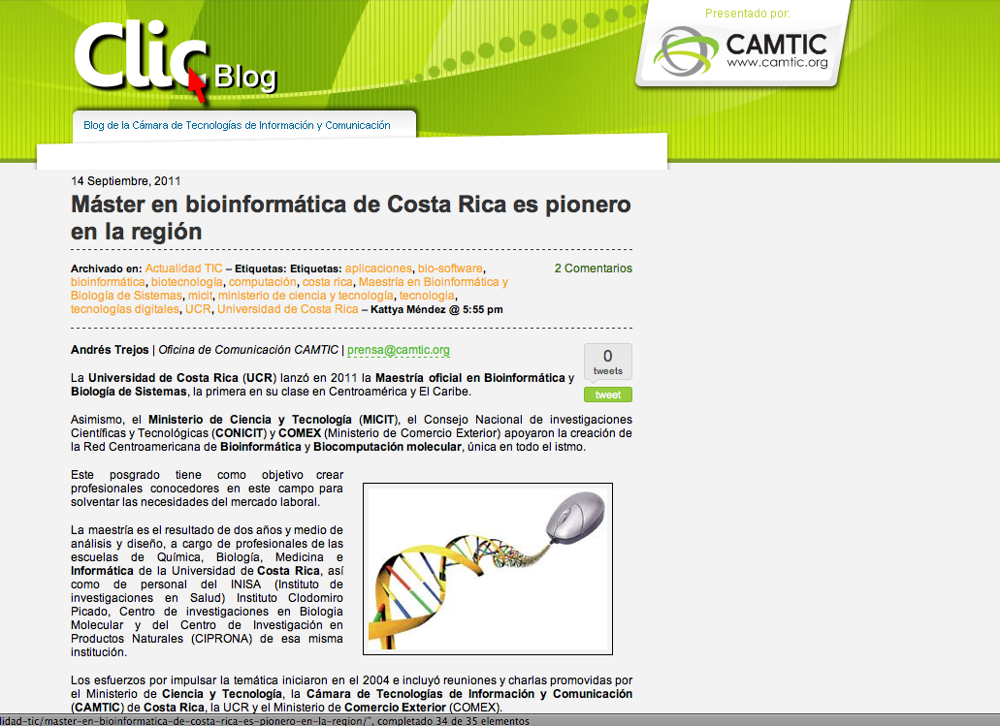 Presentado por:
CAMTIC
www.camtic.org
Clic Blog
Blog de la Cámara de Tecnologías de Información y Comunicación
14 Septiembre, 2011
Máster en bioinformática de Costa Rica es pionero
en la región
Archivado en: Actualidad TIC – Etiquetas: Etiquetas: aplicaciones, bio-software,
2 Comentarios
bioinformática, biotecnología, computación, costa rica, Maestría en Bioinformática y
Biología de Sistemas, micit, ministerio de ciencia y tecnología, tecnologia,
tecnologías digitales, UCR, Universidad de Costa Rica – Kattya Méndez @ 5:55 pm
Andrés Trejos | Oficina de Comunicación CAMTIC | prensa@camtic.org
0
tweets
tweet
La Universidad de Costa Rica (UCR) lanzó en 2011 la Maestría oficial en Bioinformática y
Biología de Sistemas, la primera en su clase en Centroamérica y El Caribe.
Asimismo, el Ministerio de Ciencia y Tecnología (MICIT), el Consejo Nacional de investigaciones
Científicas y Tecnológicas (CONICIT) y COMEX (Ministerio de Comercio Exterior) apoyaron la creación de
la Red Centroamericana de Bioinformática y Biocomputación molecular, única en todo el istmo.
Este posgrado tiene como objetivo crear
profesionales conocedores en este campo para
solventar las necesidades del mercado laboral.
La maestría es el resultado de dos años y medio de
análisis y diseño, a cargo de profesionales de las
escuelas de Química, Biología, Medicina e
Informática de la Universidad de Costa Rica, así
como de personal del INISA (Instituto de
investigaciones en Salud) Instituto Clodomiro
Picado, Centro de investigaciones en Biologia
Molecular y del Centro de Investigación en
Productos Naturales (CIPRONA) de esa misma
institución.
Los esfuerzos por impulsar la temática iniciaron en el 2004 e incluyó reuniones y charlas promovidas por
el Ministerio de Ciencia y Tecnología, la Cámara de Tecnologías de Información y Comunicación
(CAMTIC) de Costa Rica, la UCR y el Ministerio de Comercio Exterior (COMEX).
lidad-tic/master-en-bioinformatica-de-costa-rica-es-pionero-en-la-region/", completado 34 de 35 elementos